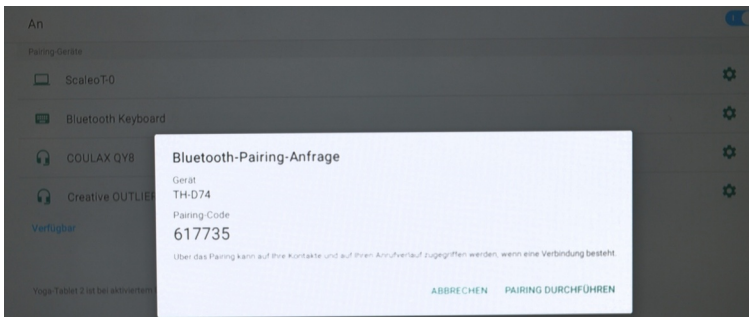 An
Pairing-Geräte
ScaleoT-0
Bluetooth Keyboard
COULAX QY8
Creative OUTLIER
Verfügbar
Yoga-Tablet 2 ist bei aktiviertem
Bluetooth-Pairing-Anfrage
Gerät
TH-D74
Pairing-Code
617735
Über das Pairing kann auf Ihre Kontakte und auf Ihren Anrufverlauf zugegriffen werden, wenn eine Verbindung besteht.
ABBRECHEN PAIRING DURCHFÜHREN